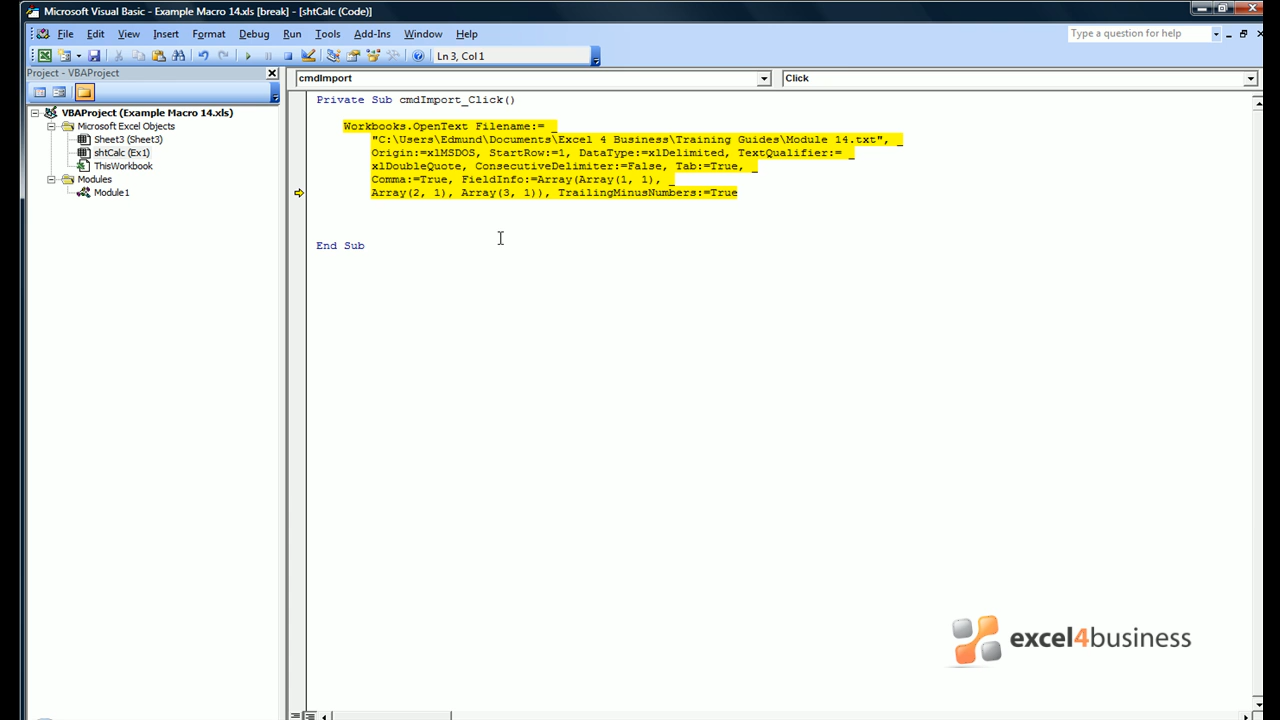 Microsoft Visual Basic - Example Macro 14.xls [break] - [shtCalc (Code)]
File Edit View Insert Format Debug Run Tools Add-Ins Window Help
Type a question for help
Ln 3, Col 1
Project - VBAProject
cmdImport
Click
VBAProject (Example Macro 14.xls)
Microsoft Excel Objects
Sheet3 (Sheet3)
shtCalc (Ex1)
ThisWorkbook
Modules
Module1
Private Sub cmdImport_Click()
Workbooks.OpenText Filename:= _
"C:\Users\Edmund\Documents\Excel 4 Business\Training Guides\Module 14.txt", _
Origin:=xlMSDOS, StartRow:=1, DataType:=xlDelimited, TextQualifier:= _
xlDoubleQuote, ConsecutiveDelimiter:=False, Tab:=True, _
Comma:=True, FieldInfo:=Array(Array(1, 1), _
Array(2, 1), Array(3, 1)), TrailingMinusNumbers:=True
End Sub
excel4business